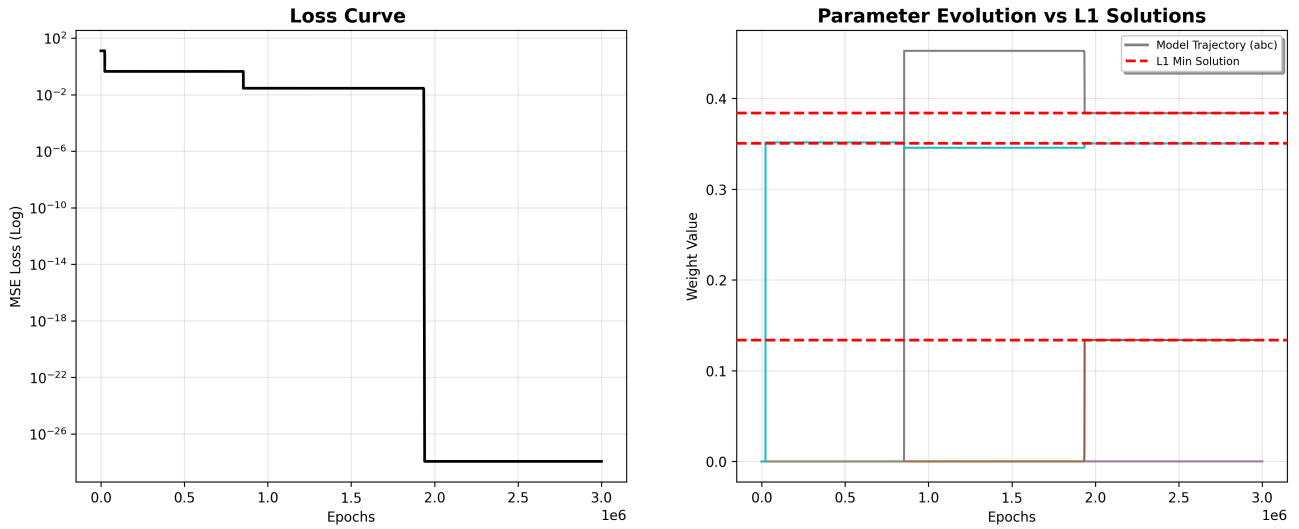 Loss Curve
MSE Loss (Log)
10²
10⁻²
10⁻⁶
10⁻¹⁰
10⁻¹⁴
10⁻¹⁸
10⁻²²
10⁻²⁶
0.0 0.5 1.0 1.5 2.0 2.5 3.0
1e6
Epochs
Parameter Evolution vs L1 Solutions
Model Trajectory (abc)
L1 Min Solution
Weight Value
0.4
0.3
0.2
0.1
0.0
0.0 0.5 1.0 1.5 2.0 2.5 3.0
1e6
Epochs